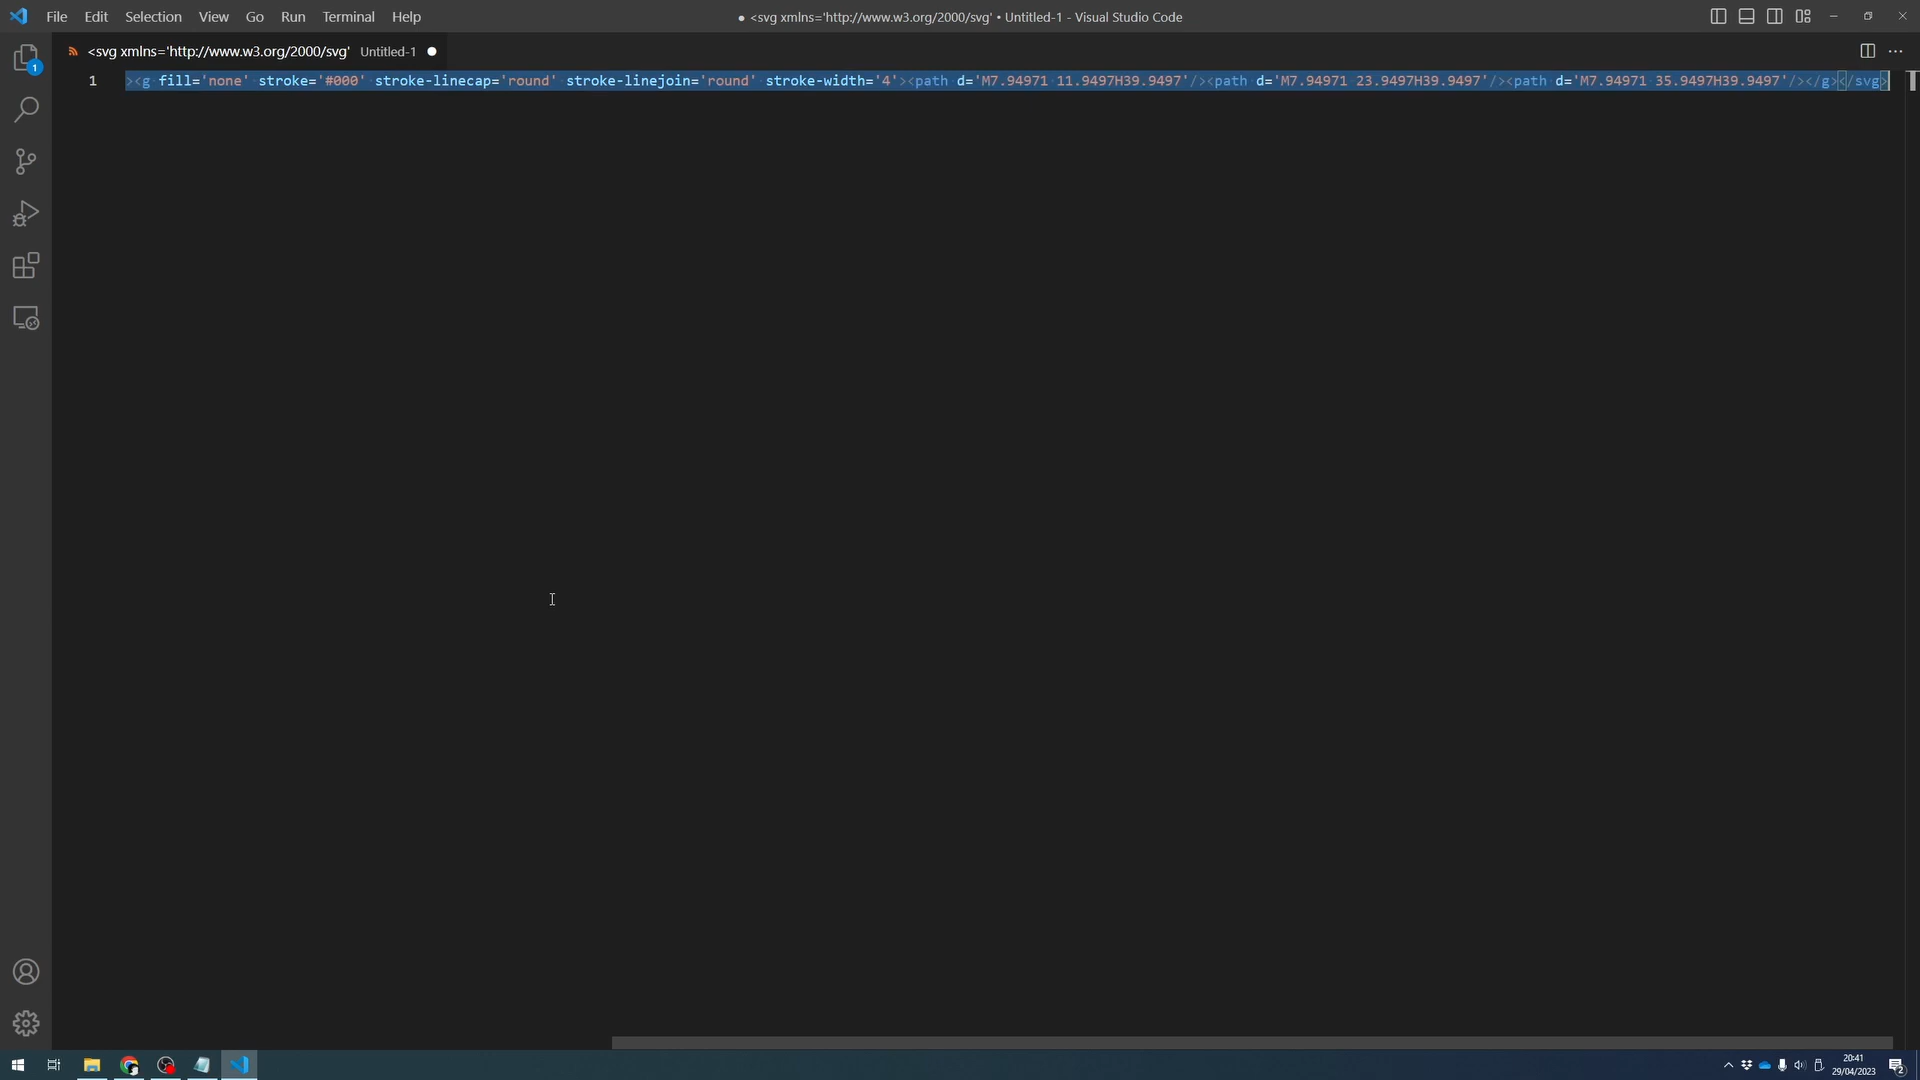 File Edit Selection View Go Run Terminal Help
● <svg xmlns='http://www.w3.org/2000/svg' • Untitled-1 - Visual Studio Code
<svg xmlns='http://www.w3.org/2000/svg' Untitled-1
1
1 ><g fill='none' stroke='#000' stroke-linecap='round' stroke-linejoin='round' stroke-width='4'><path d='M7.94971 11.9497H39.9497'/><path d='M7.94971 23.9497H39.9497'/><path d='M7.94971 35.9497H39.9497'/></g></svg>
20:41
29/04/2023
2